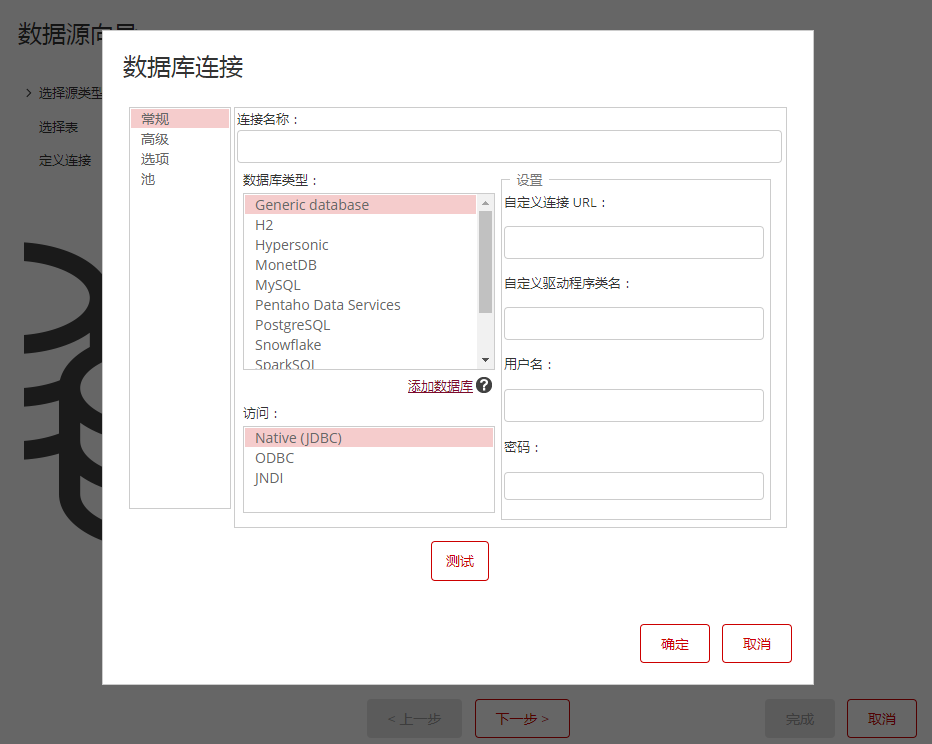 数据源向导
选择源类型
选择表
定义连接
数据库连接
常规
高级
选项
池
连接名称：
数据库类型：
Generic database
H2
Hypersonic
MonetDB
MySQL
Pentaho Data Services
PostgreSQL
Snowflake
SparkSQL
添加数据库 ?
访问：
Native (JDBC)
ODBC
JNDI
设置
自定义连接 URL：
自定义驱动程序类名：
用户名：
密码：
测试
确定
取消
< 上一步
下一步 >
完成
取消